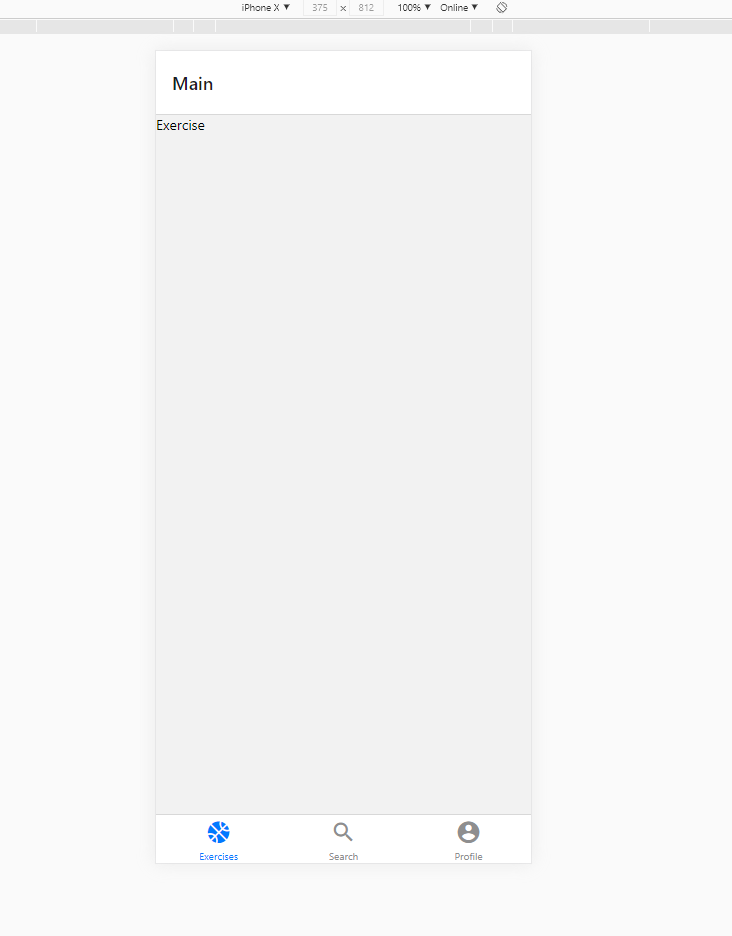 iPhone X ▼ 375 × 812 100% ▼ Online ▼
Main
Exercise
Exercises Search Profile